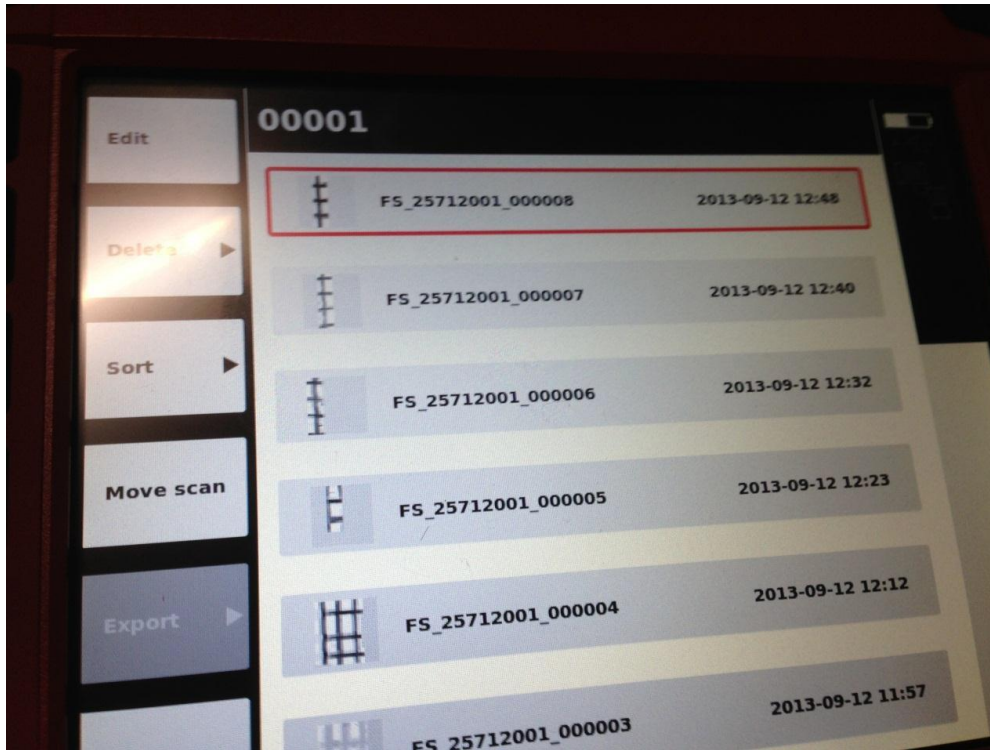 00001
Edit
Delete
Sort
Move scan
Export
FS_25712001_000008 2013-09-12 12:48
FS_25712001_000007 2013-09-12 12:40
FS_25712001_000006 2013-09-12 12:32
FS_25712001_000005 2013-09-12 12:23
FS_25712001_000004 2013-09-12 12:12
FS_25712001_000003 2013-09-12 11:57